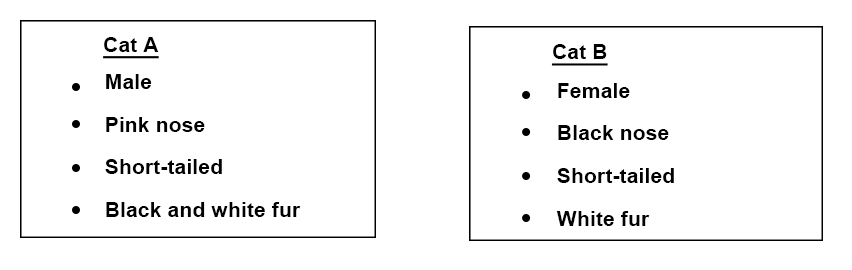 Cat A
• Male
• Pink nose
• Short-tailed
• Black and white fur
Cat B
• Female
• Black nose
• Short-tailed
• White fur